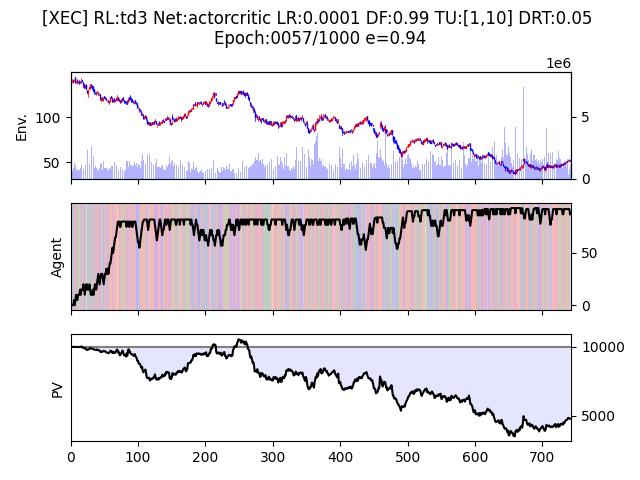 [XEC] RL:td3 Net:actorcritic LR:0.0001 DF:0.99 TU:[1,10] DRT:0.05
Epoch:0057/1000 e=0.94
1e6
Env.
100
50
5
0
Agent
50
0
PV
10000
5000
0 100 200 300 400 500 600 700